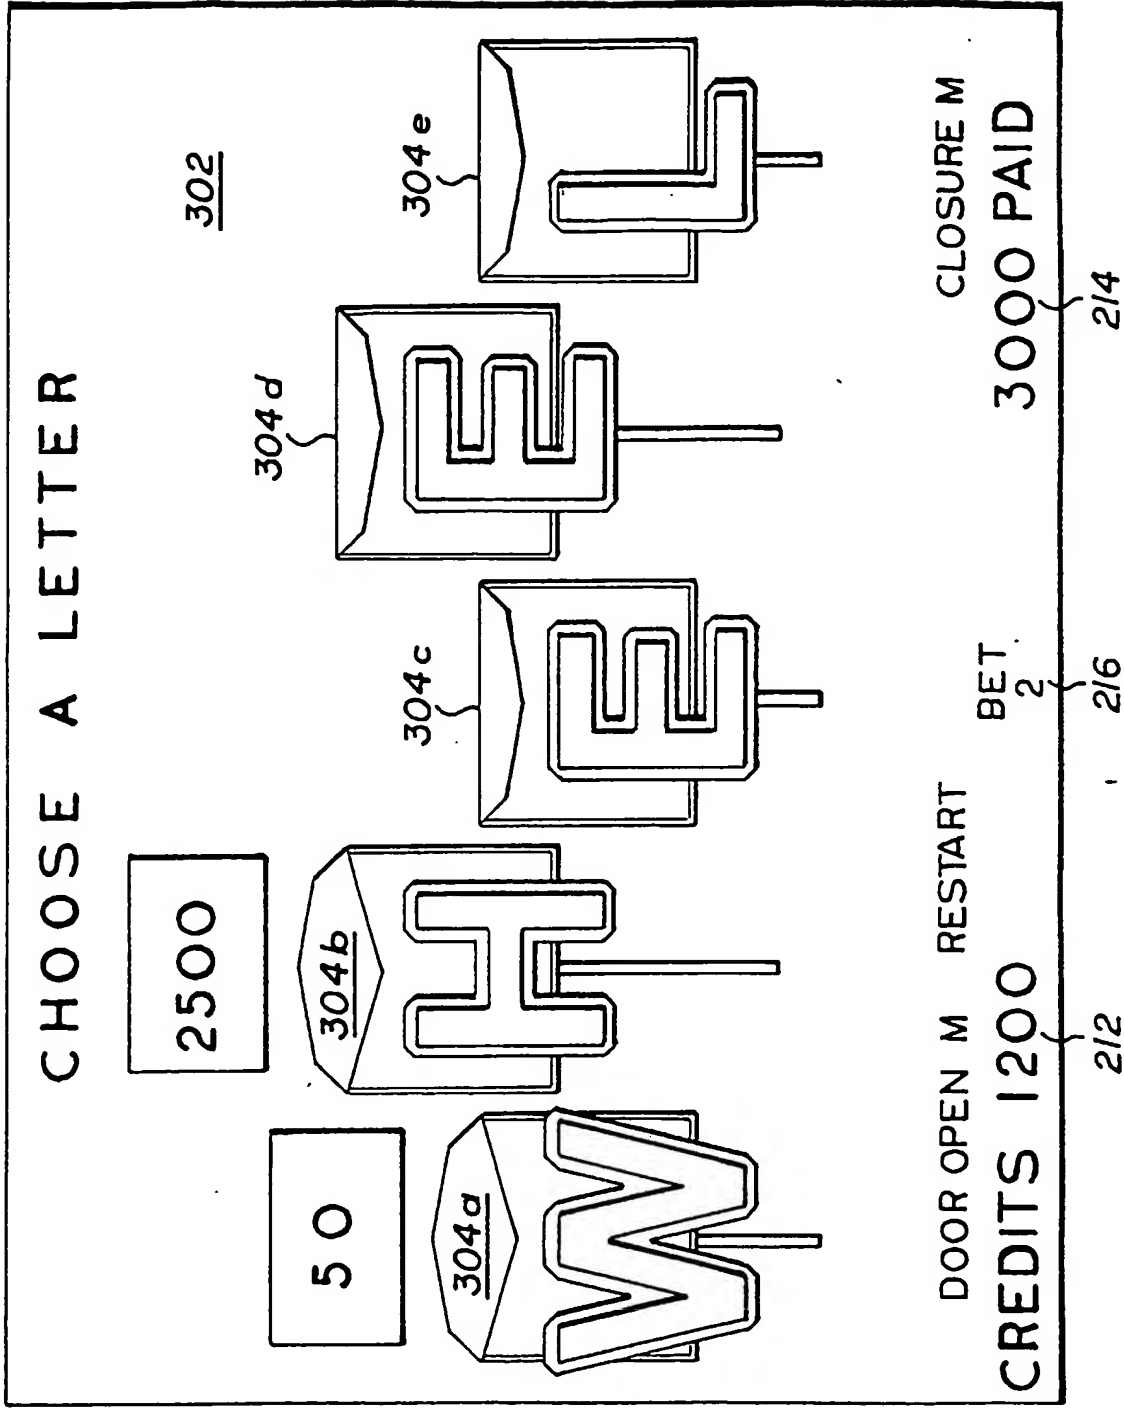 CHOOSE A LETTER
2500
50
302
304a
304b
304c
304d
304e
W
H
E
E
L
DOOR OPEN M RESTART
CLOSURE M
CREDITS 1200
BET
2
3000 PAID
212
216
214